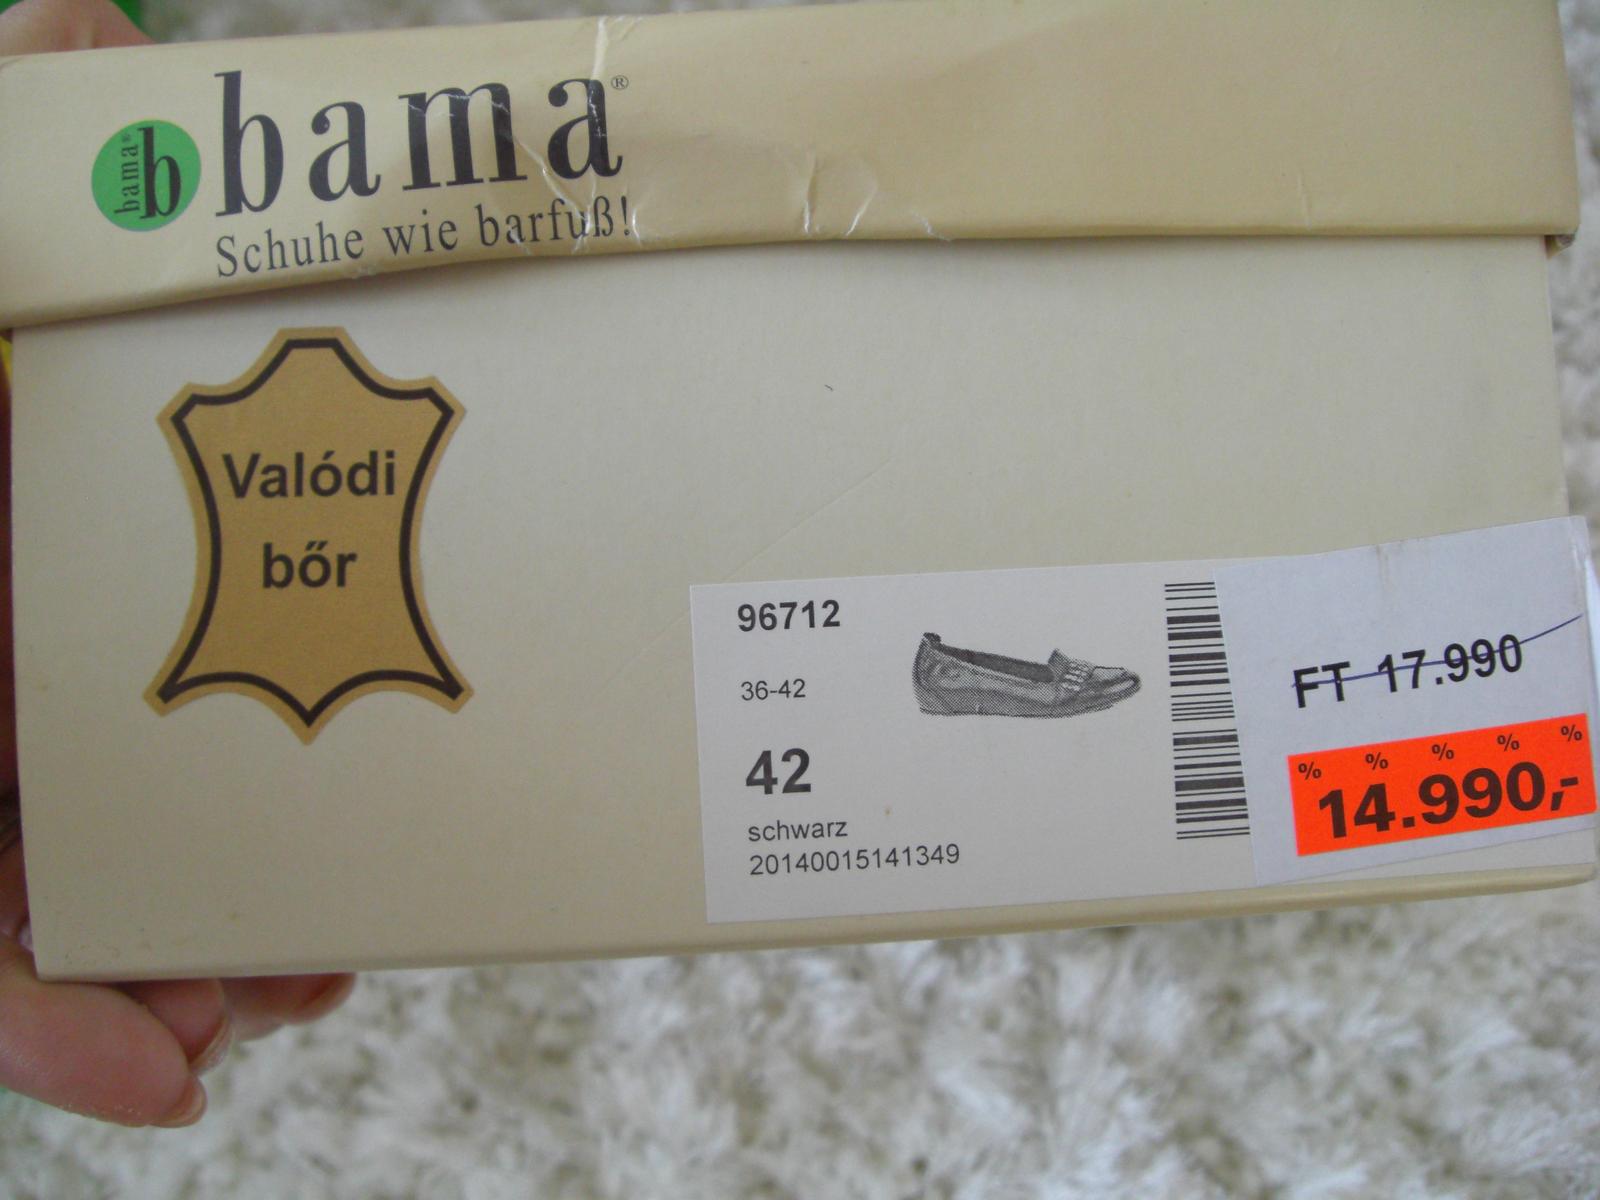 bama® b bama®
Schuhe wie barfuß!
Valódi
bőr
96712
36-42
42
schwarz
20140015141349
FT 17.990
% % % % %
14.990,-